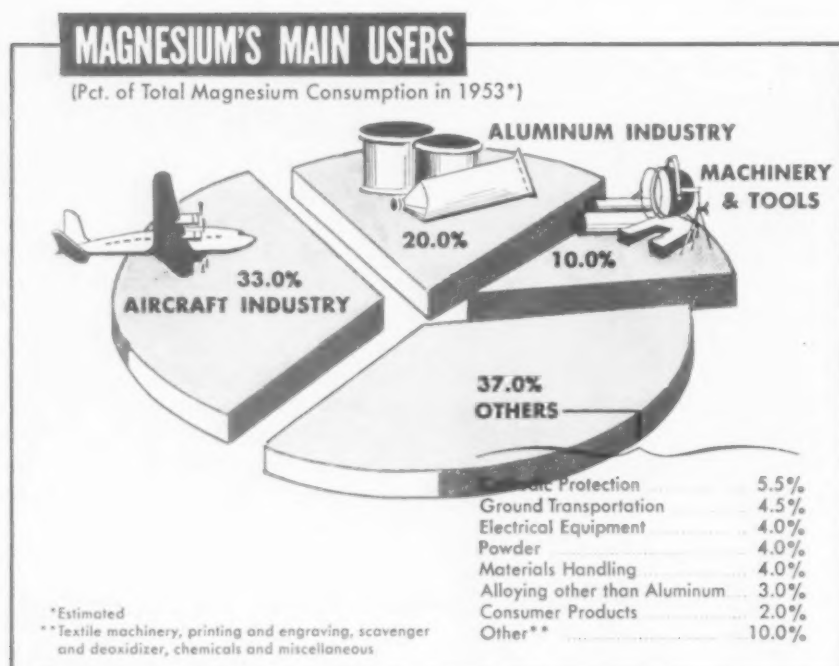 MAGNESIUM'S MAIN USERS
(Pct. of Total Magnesium Consumption in 1953*)
ALUMINUM INDUSTRY
MACHINERY
& TOOLS
20.0%
10.0%
33.0%
AIRCRAFT INDUSTRY
37.0%
OTHERS
Protection 5.5%
Ground Transportation 4.5%
Electrical Equipment 4.0%
Powder 4.0%
Materials Handling 4.0%
Alloying other than Aluminum 3.0%
Consumer Products 2.0%
Other** 10.0%
*Estimated
**Textile machinery, printing and engraving, scavenger
and deoxidizer, chemicals and miscellaneous